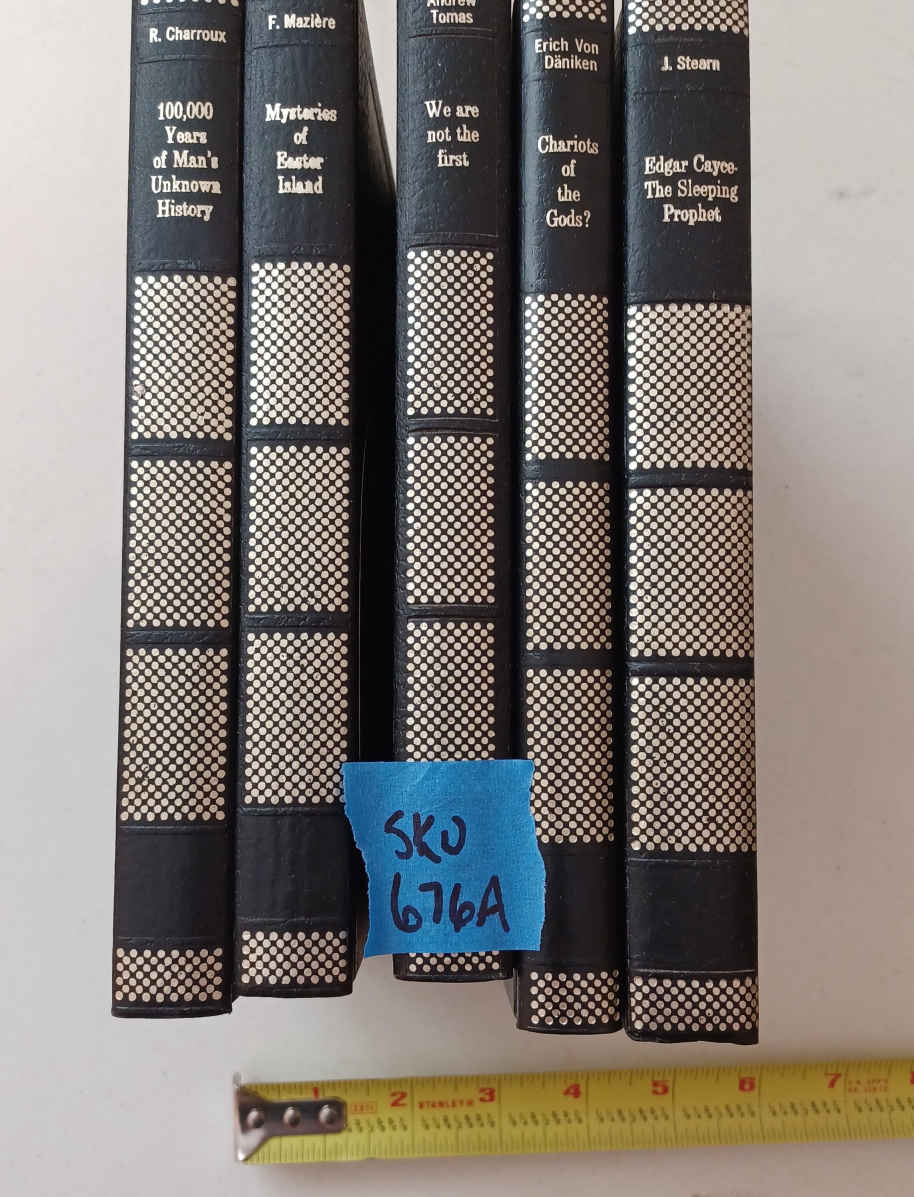 R. Charroux
100,000
Years
of Man's
Unknown
History
F. Mazière
Mysteries
of
Easter
Island
Andrew
Tomas
We are
not the
first
Erich Von
Däniken
Chariots
of
the
Gods?
J. Stearn
Edgar Cayce-
The Sleeping
Prophet
SKU
676A
1 2 STANLEY® 3 4 5 6 7